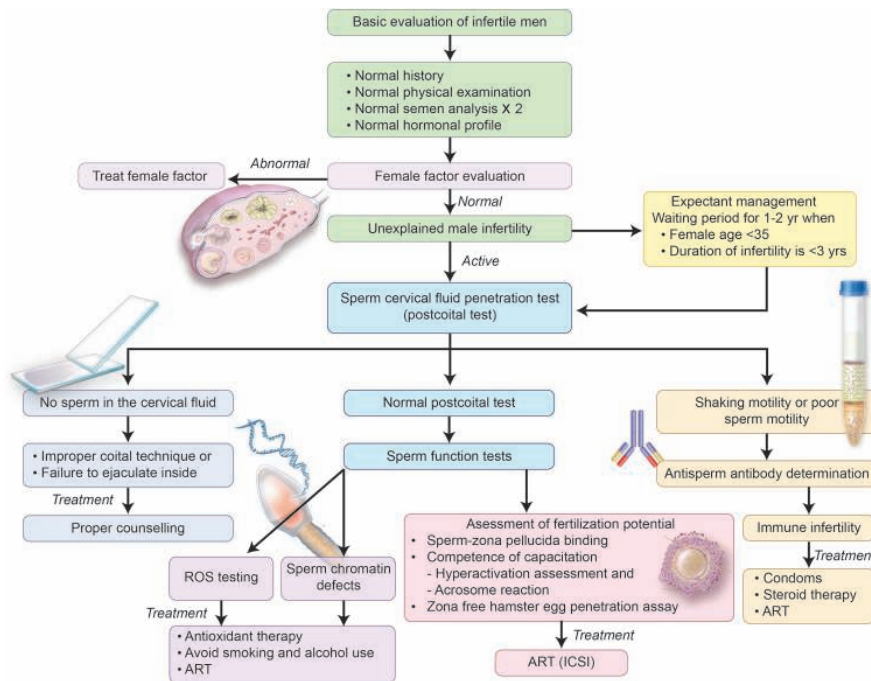 Basic evaluation of infertile men
• Normal history
• Normal physical examination
• Normal semen analysis X 2
• Normal hormonal profile
Abnormal
Treat female factor
Female factor evaluation
Normal
Unexplained male infertility
Expectant management
Waiting period for 1-2 yr when
• Female age <35
• Duration of infertility is <3 yrs
Active
Sperm cervical fluid penetration test
(postcoital test)
No sperm in the cervical fluid
Normal postcoital test
Shaking motility or poor
sperm motility
• Improper coital technique or
• Failure to ejaculate inside
Sperm function tests
Antisperm antibody determination
Treatment
Proper counselling
Asessment of fertilization potential
• Sperm-zona pellucida binding
• Competence of capacitation
- Hyperactivation assessment and
- Acrosome reaction
• Zona free hamster egg penetration assay
Immune infertility
Treatment
ROS testing
Sperm chromatin
defects
• Condoms
• Steroid therapy
• ART
Treatment
• Antioxidant therapy
• Avoid smoking and alcohol use
• ART
Treatment
ART (ICSI)